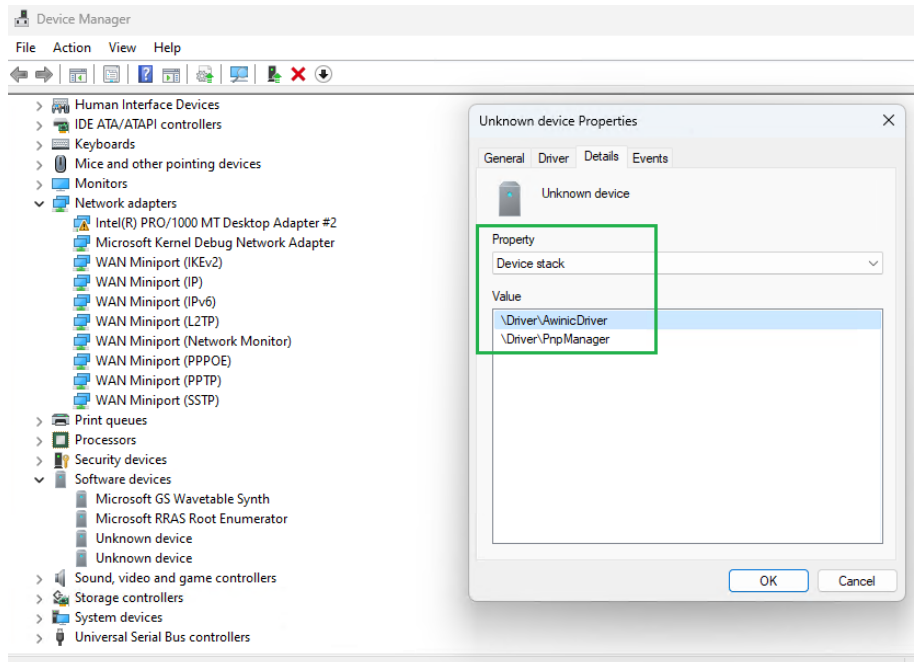 Device Manager
File Action View Help
Human Interface Devices
IDE ATA/ATAPI controllers
Keyboards
Mice and other pointing devices
Monitors
Network adapters
Intel(R) PRO/1000 MT Desktop Adapter #2
Microsoft Kernel Debug Network Adapter
WAN Miniport (IKEv2)
WAN Miniport (IP)
WAN Miniport (IPv6)
WAN Miniport (L2TP)
WAN Miniport (Network Monitor)
WAN Miniport (PPPOE)
WAN Miniport (PPTP)
WAN Miniport (SSTP)
Print queues
Processors
Security devices
Software devices
Microsoft GS Wavetable Synth
Microsoft RRAS Root Enumerator
Unknown device
Unknown device
Sound, video and game controllers
Storage controllers
System devices
Universal Serial Bus controllers
Unknown device Properties
General Driver Details Events
Unknown device
Property
Device stack
Value
\Driver\AwinicDriver
\Driver\PnpManager
OK Cancel